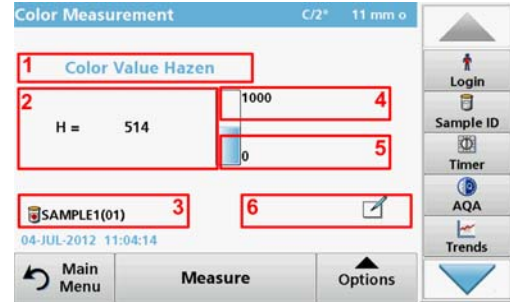 Color Measurement C/2° 11 mm o
1 Color Value Hazen
2 H = 514
1000 4
0 5
3 SAMPLE1(01)
6
04-JUL-2012 11:04:14
Main Menu
Measure
Options
Login
Sample ID
Timer
AQA
Trends